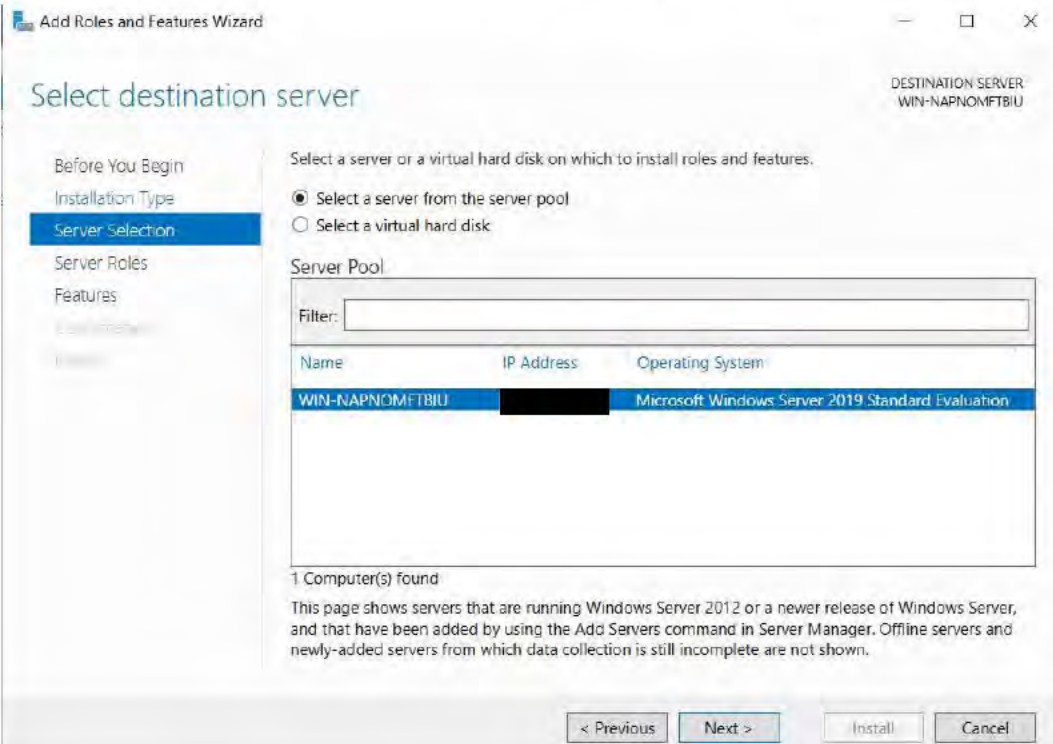 Add Roles and Features Wizard
Select destination server
DESTINATION SERVER
WIN-NAPNOMFTBIU
Before You Begin
Installation Type
Server Selection
Server Roles
Features
Select a server or a virtual hard disk on which to install roles and features.
Select a server from the server pool
Select a virtual hard disk
Server Pool
Filter:
Name IP Address Operating System
WIN-NAPNOMFTBIU Microsoft Windows Server 2019 Standard Evaluation
1 Computer(s) found
This page shows servers that are running Windows Server 2012 or a newer release of Windows Server,
and that have been added by using the Add Servers command in Server Manager. Offline servers and
newly-added servers from which data collection is still incomplete are not shown.
< Previous Next > Install Cancel